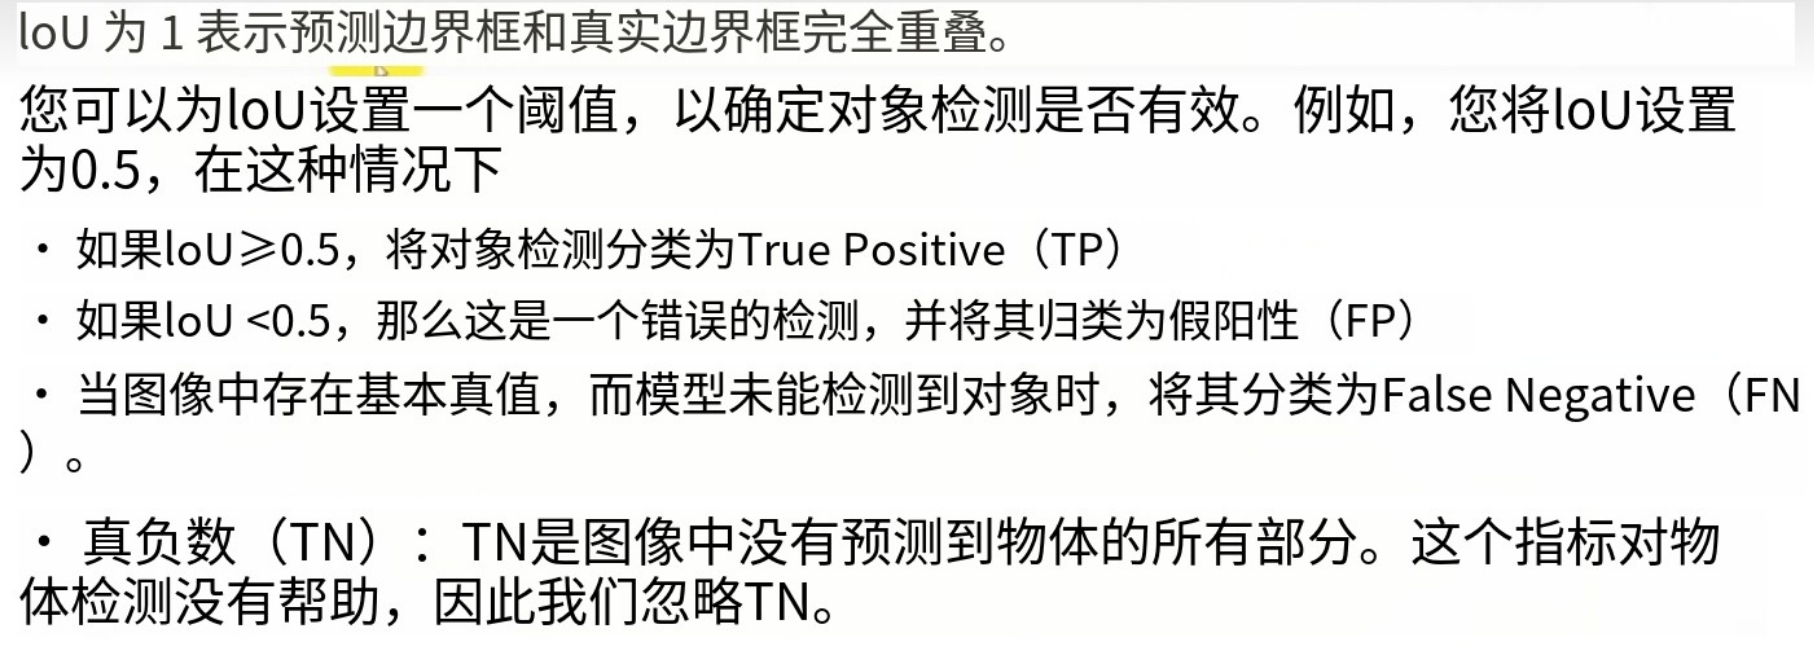 IoU 为 1 表示预测边界框和真实边界框完全重叠。
您可以为IoU设置一个阈值，以确定对象检测是否有效。例如，您将IoU设置
为0.5，在这种情况下
• 如果IoU≥0.5，将对象检测分类为True Positive（TP）
• 如果IoU <0.5，那么这是一个错误的检测，并将其归类为假阳性（FP）
• 当图像中存在基本真值，而模型未能检测到对象时，将其分类为False Negative（FN
）。
• 真负数（TN）：TN是图像中没有预测到物体的所有部分。这个指标对物
体检测没有帮助，因此我们忽略TN。